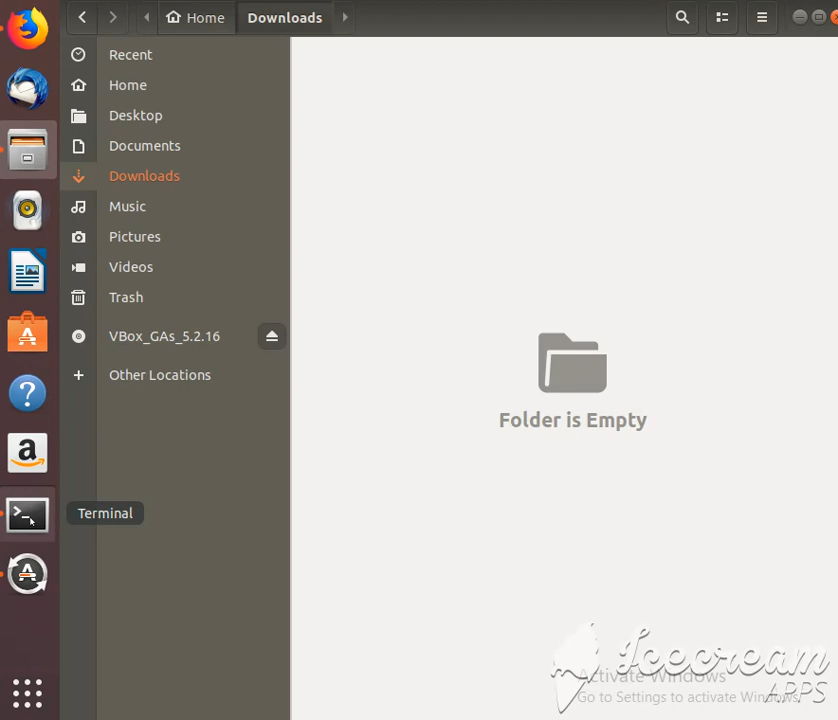 Home
Downloads
Recent
Home
Desktop
Documents
Downloads
Music
Pictures
Videos
Trash
VBox_GAs_5.2.16
Other Locations
Folder is Empty
Terminal
Icecream
APPS
Activate Windows
Go to Settings to activate Windows.